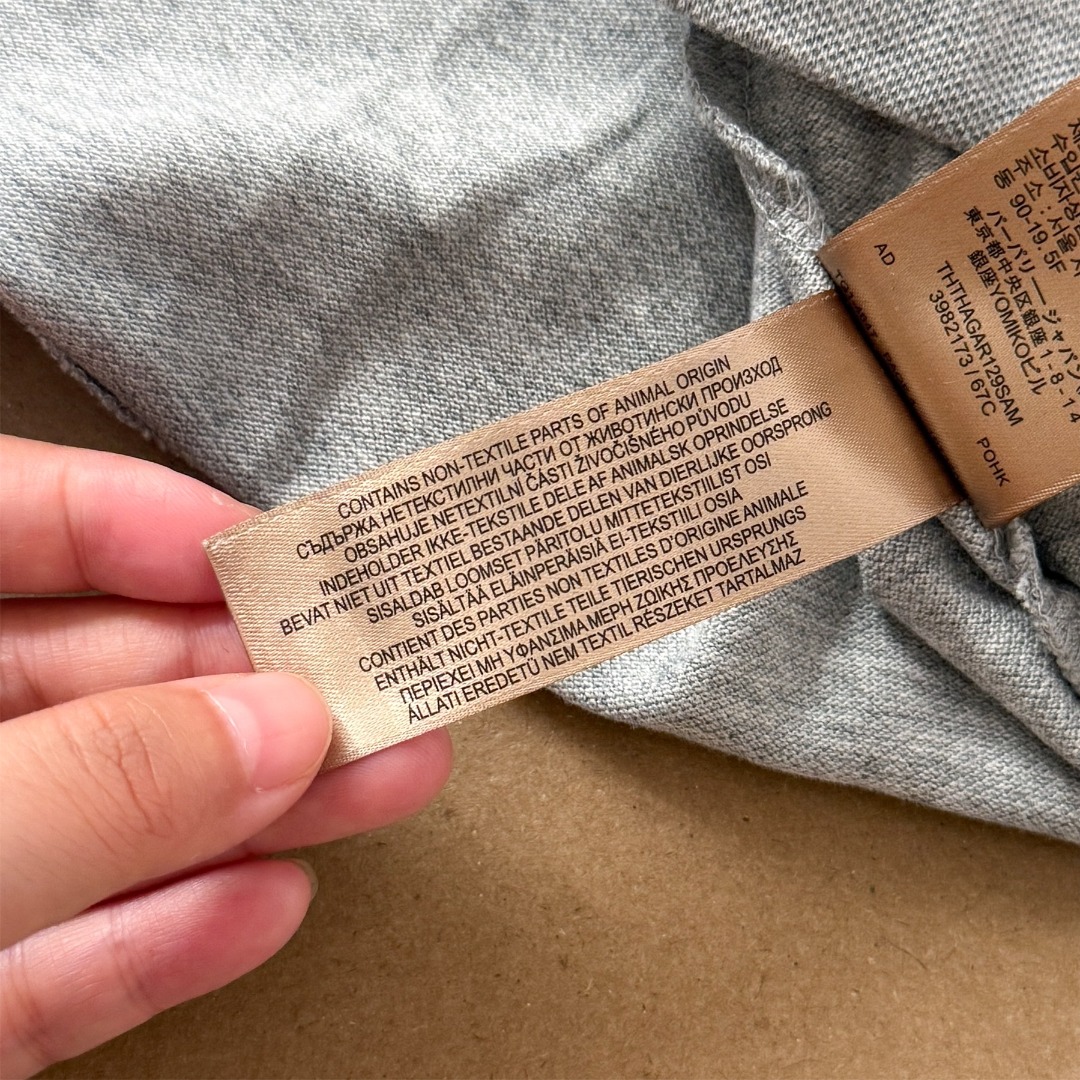 CONTAINS NON-TEXTILE PARTS OF ANIMAL ORIGIN
СЪДЪРЖА НЕТЕКСТИЛНИ ЧАСТИ ОТ ЖИВОТИНСКИ ПРОИЗХОД
OBSAHUJE NETEXTILNÍ ČÁSTI ŽIVOČIŠNÉHO PŮVODU
INDEHOLDER IKKE-TEKSTILE DELE AF ANIMALSK OPRINDELSE
BEVAT NIET UIT TEXTIEL BESTAANDE DELEN VAN DIERLIJKE OORSPRONG
SISALDAB LOOMSET PÄRITOLU MITTETEKSTIILIST OSI
SISÄLTÄÄ ELÄINPERÄISIÄ EI-TEKSTIILI OSIA
CONTIENT DES PARTIES NON TEXTILES D'ORIGINE ANIMALE
ENTHÄLT NICHT-TEXTILE TEILE TIERISCHEN URSPRUNGS
ΠΕΡΙΕΧΕΙ ΜΗ ΥΦΑΝΣΙΜΑ ΜΕΡΗ ΖΩΙΚΗΣ ΠΡΟΕΛΕΥΣΗΣ
ÁLLATI EREDETŰ NEM TEXTIL RÉSZEKET TARTALMAZ
소 : 서울
90-19.5F
バーバリー・ジャパン
東京都中央区銀座1-8-14
銀座YOMIKOビル
AD
THTHAGAR129SAM
3982173 / 67C
POHK